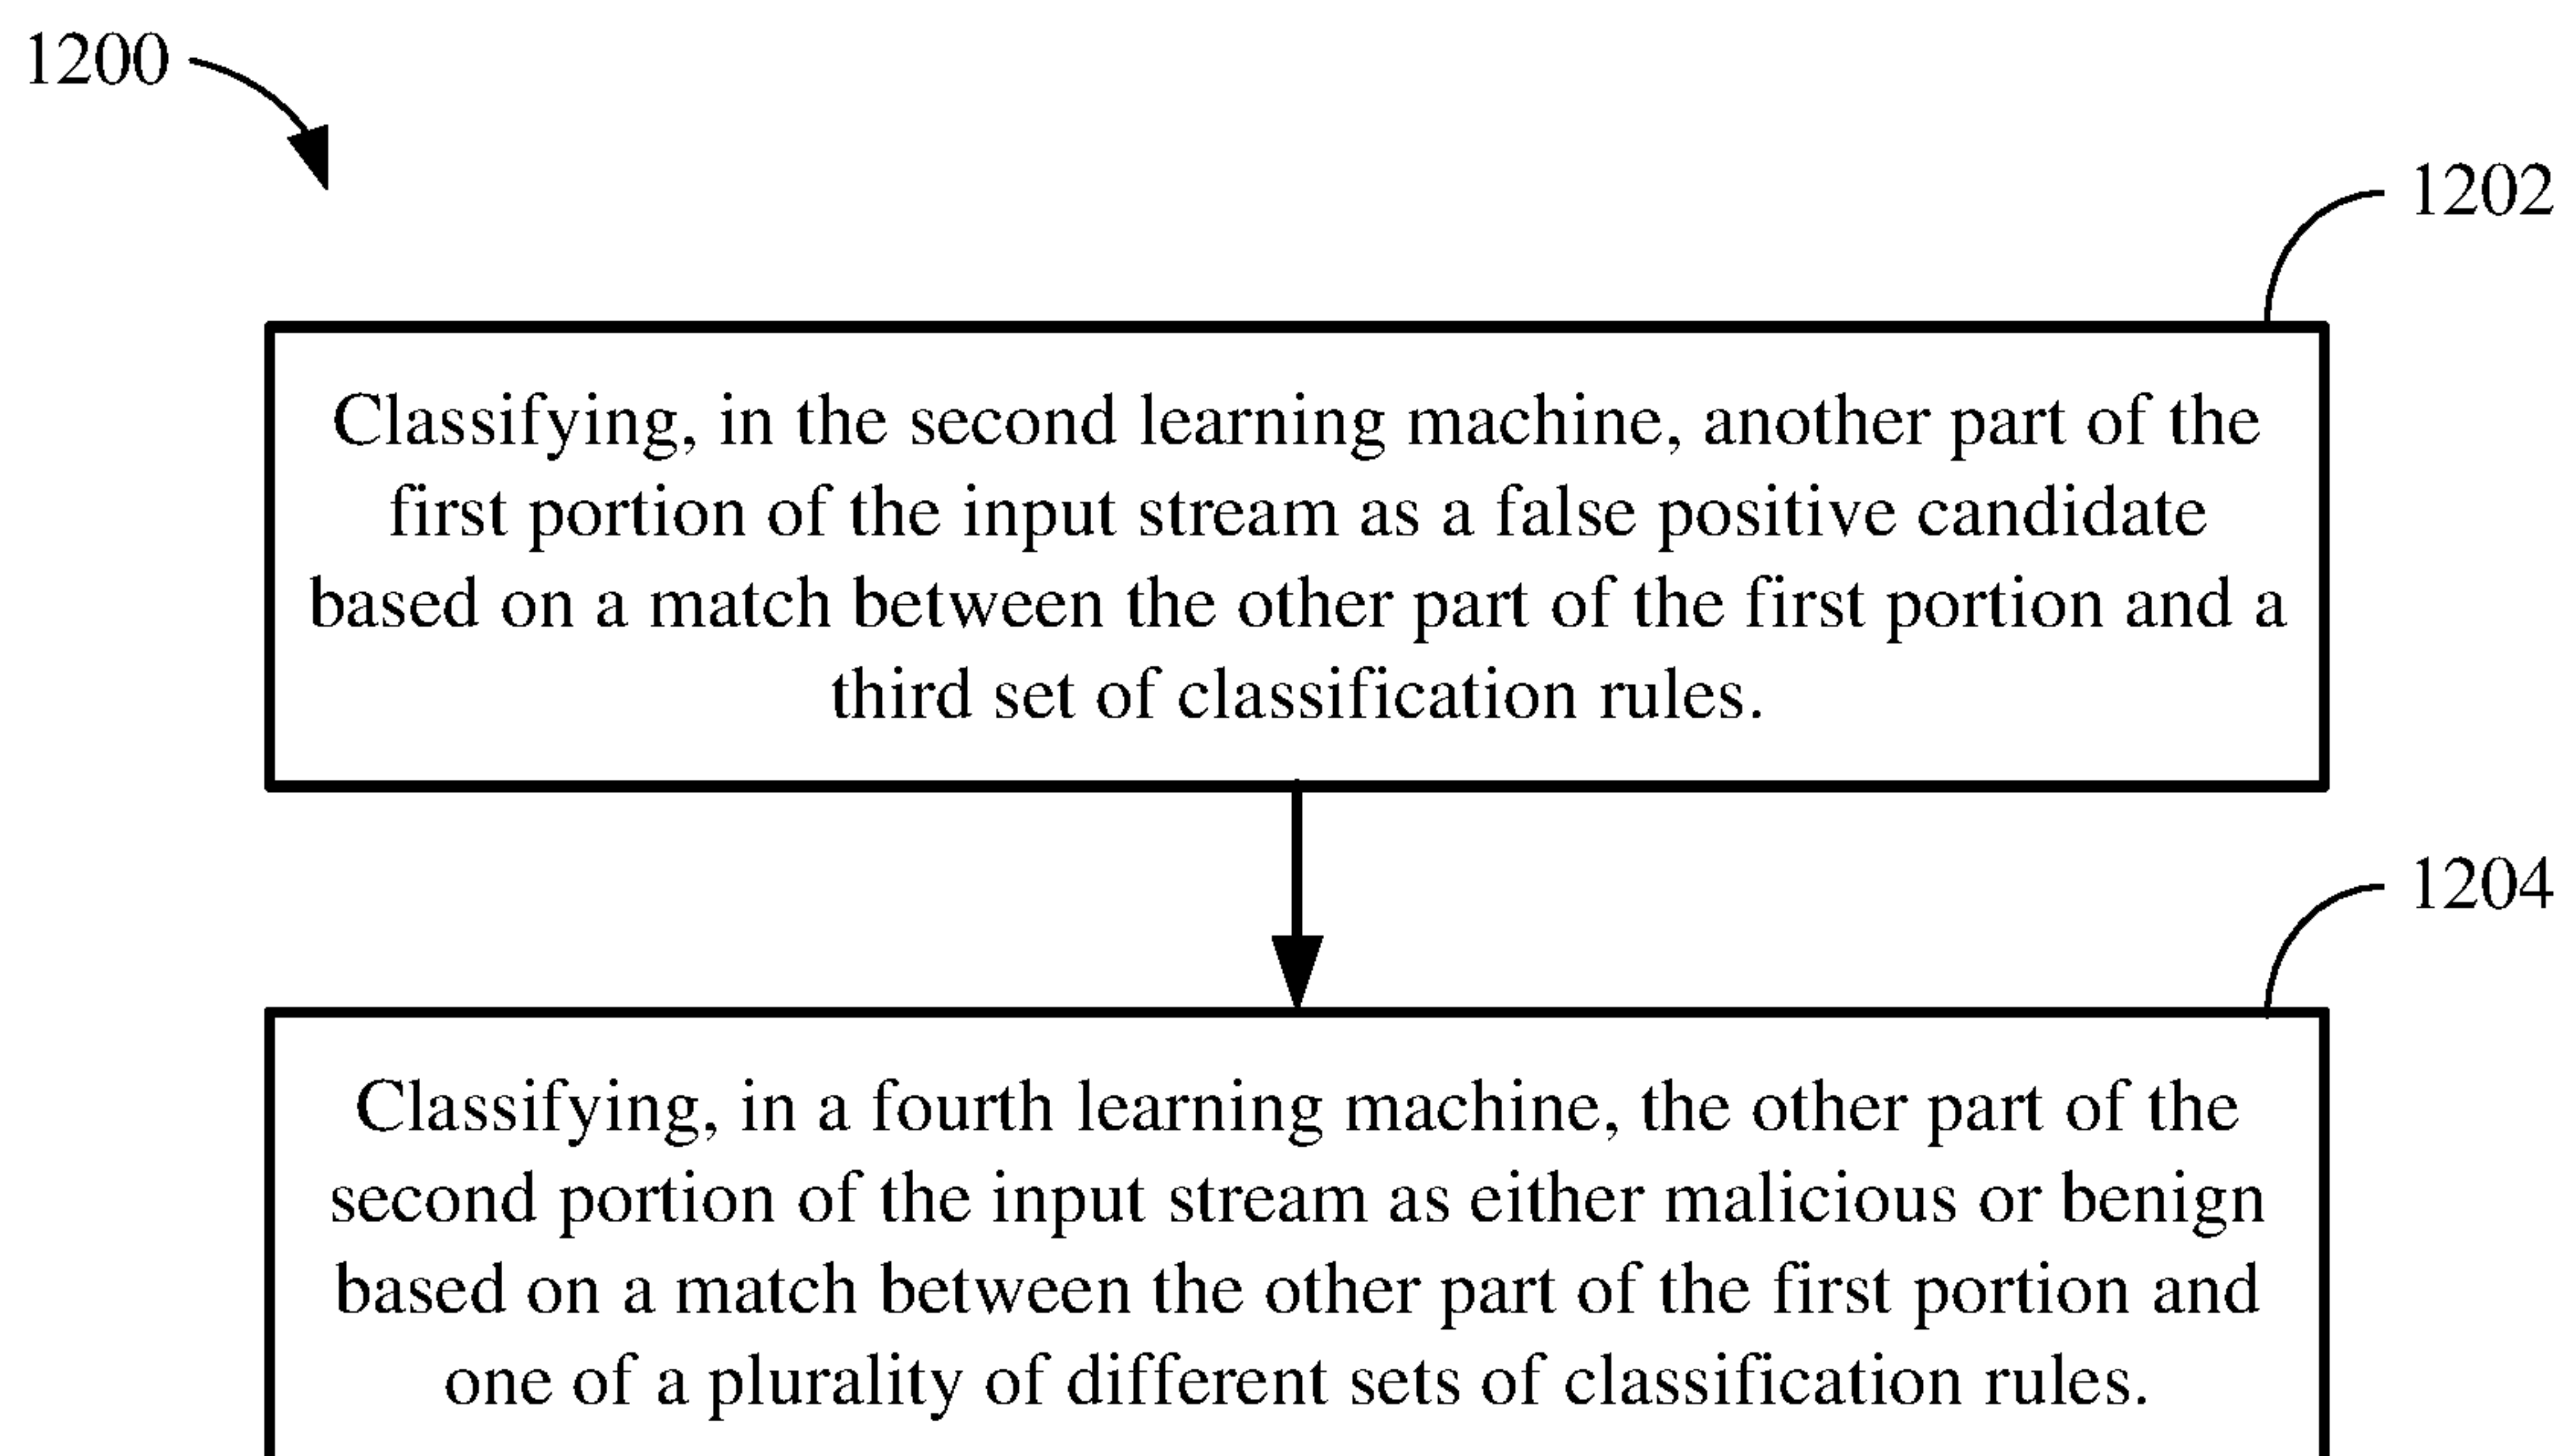 1200
1202
Classifying, in the second learning machine, another part of the
first portion of the input stream as a false positive candidate
based on a match between the other part of the first portion and a
third set of classification rules.
1204
Classifying, in a fourth learning machine, the other part of the
second portion of the input stream as either malicious or benign
based on a match between the other part of the first portion and
one of a plurality of different sets of classification rules.